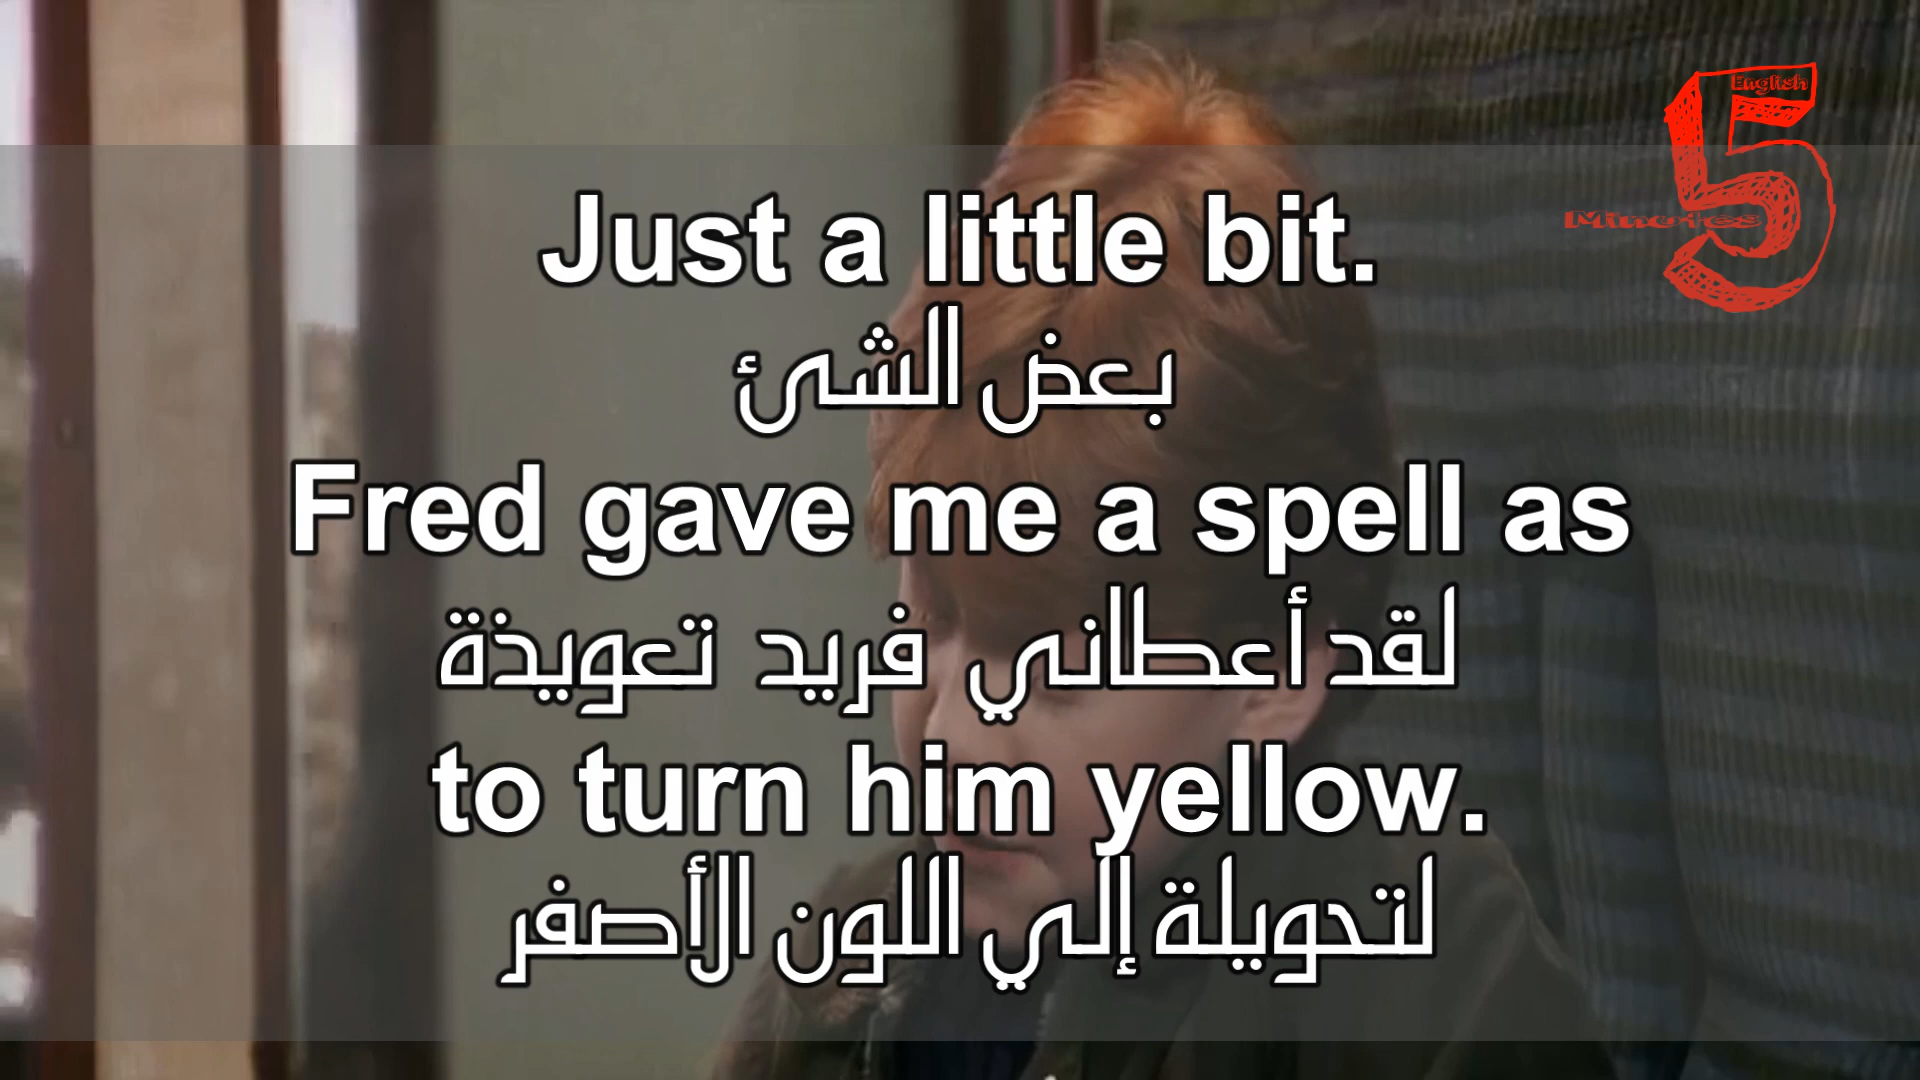 English
5
Minutes
Just a little bit.
بعض الشئ
Fred gave me a spell as
لقد أعطاني فريد تعويذة
to turn him yellow.
لتحويلة إلي اللون الأصفر